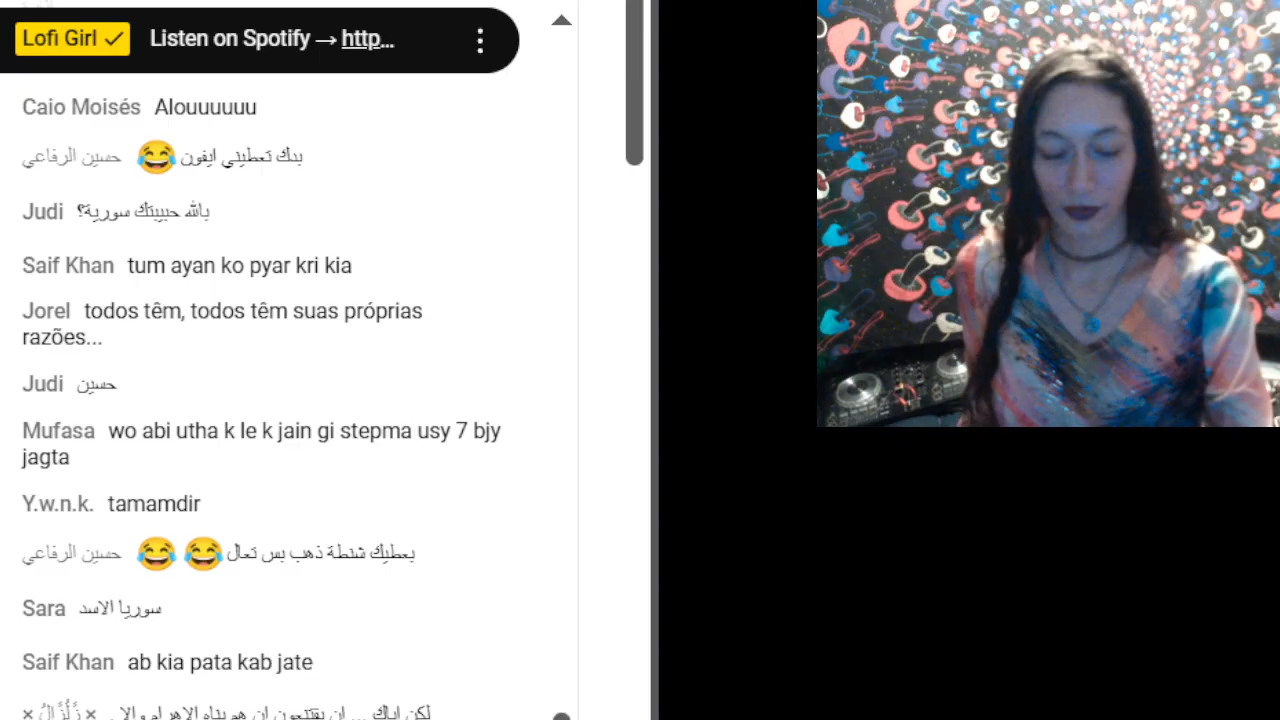 Lofi Girl ✓ Listen on Spotify → http...
Caio Moisés Alouuuuuu
حسين الرفاعي 😂 بدك تعطيني ايفون
Judi بالله حبيبتك سورية؟
Saif Khan tum ayan ko pyar kri kia
Jorel todos têm, todos têm suas próprias
razões...
Judi حسين
Mufasa wo abi utha k le k jain gi stepma usy 7 bjy
jagta
Y.w.n.k. tamamdir
حسين الرفاعي 😂 😂 بعطيك شنطة ذهب بس تعال
Sara سوريا الاسد
Saif Khan ab kia pata kab jate
لكن اياك ... ان